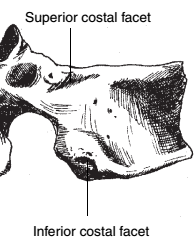 Superior costal facet
Inferior costal facet